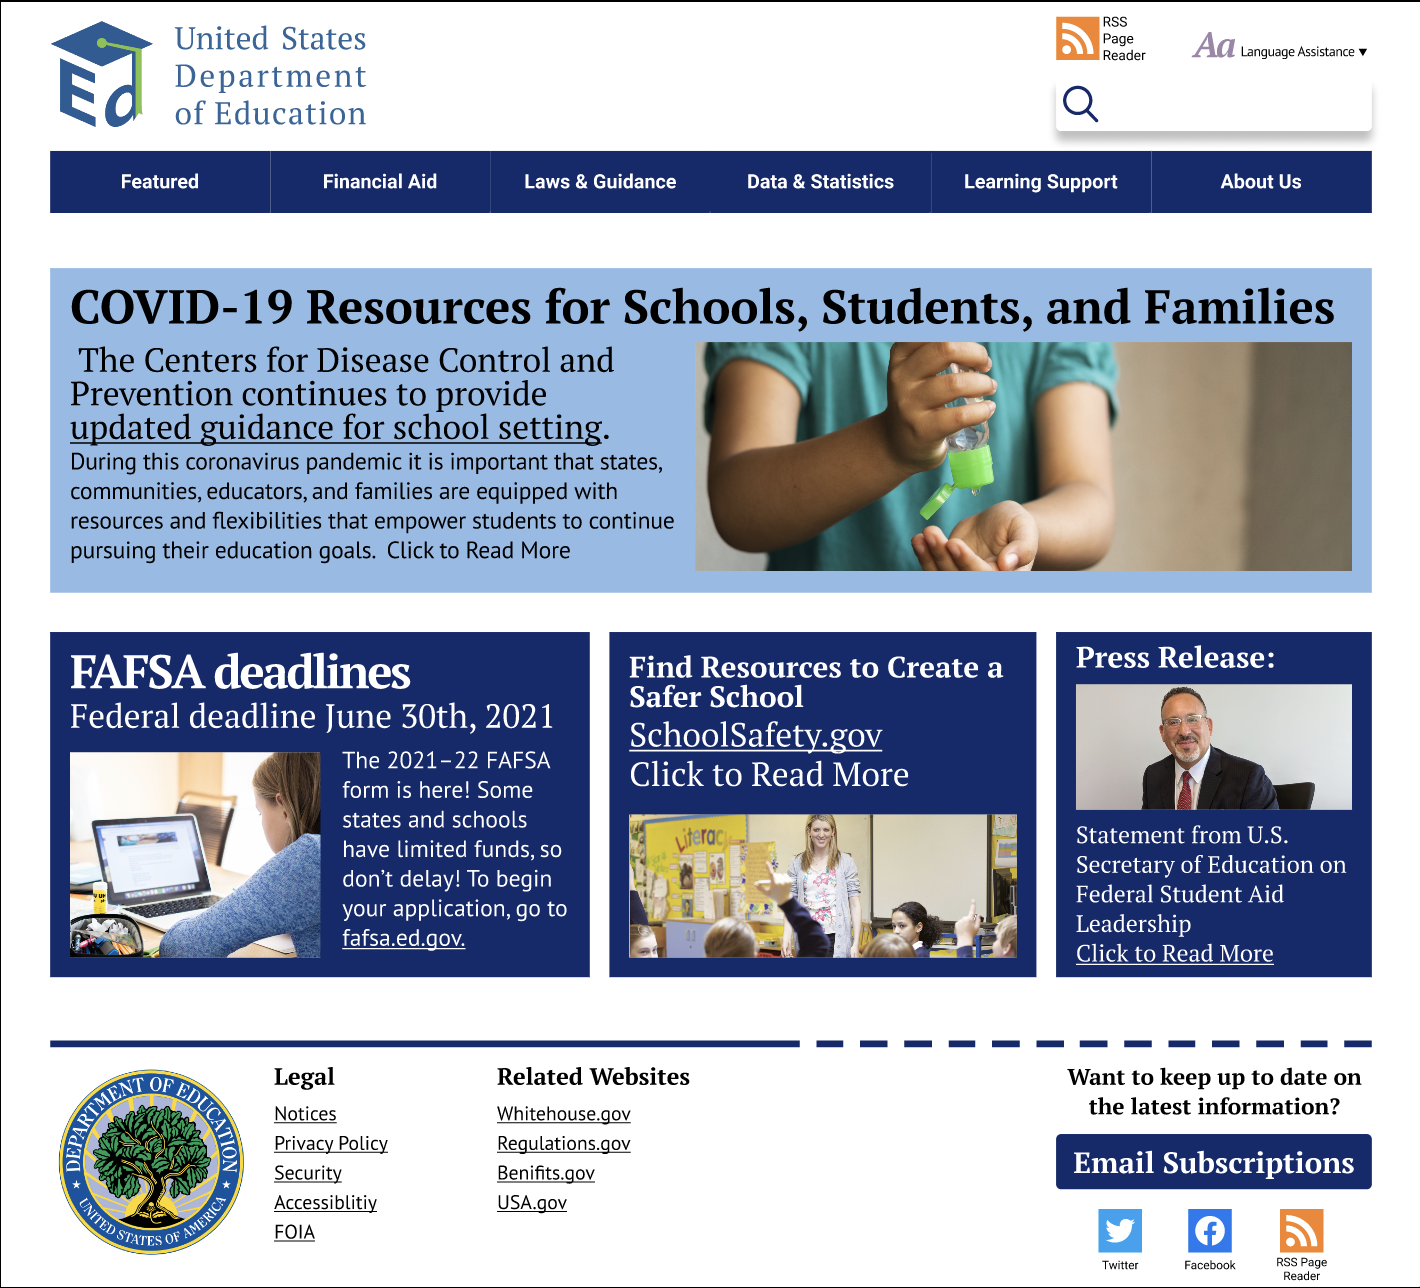 Ed
United States
Department
of Education
RSS
Page
Reader
Aa Language Assistance ▼
Featured
Financial Aid
Laws & Guidance
Data & Statistics
Learning Support
About Us
COVID-19 Resources for Schools, Students, and Families
The Centers for Disease Control and
Prevention continues to provide
updated guidance for school setting.
During this coronavirus pandemic it is important that states,
communities, educators, and families are equipped with
resources and flexibilities that empower students to continue
pursuing their education goals. Click to Read More
FAFSA deadlines
Federal deadline June 30th, 2021
The 2021–22 FAFSA
form is here! Some
states and schools
have limited funds, so
don’t delay! To begin
your application, go to
fafsa.ed.gov.
Find Resources to Create a
Safer School
SchoolSafety.gov
Click to Read More
Literac
Press Release:
Statement from U.S.
Secretary of Education on
Federal Student Aid
Leadership
Click to Read More
DEPARTMENT OF EDUCATION
UNITED STATES OF AMERICA
Legal
Notices
Privacy Policy
Security
Accessiblitiy
FOIA
Related Websites
Whitehouse.gov
Regulations.gov
Benifits.gov
USA.gov
Want to keep up to date on
the latest information?
Email Subscriptions
Twitter
Facebook
RSS Page
Reader